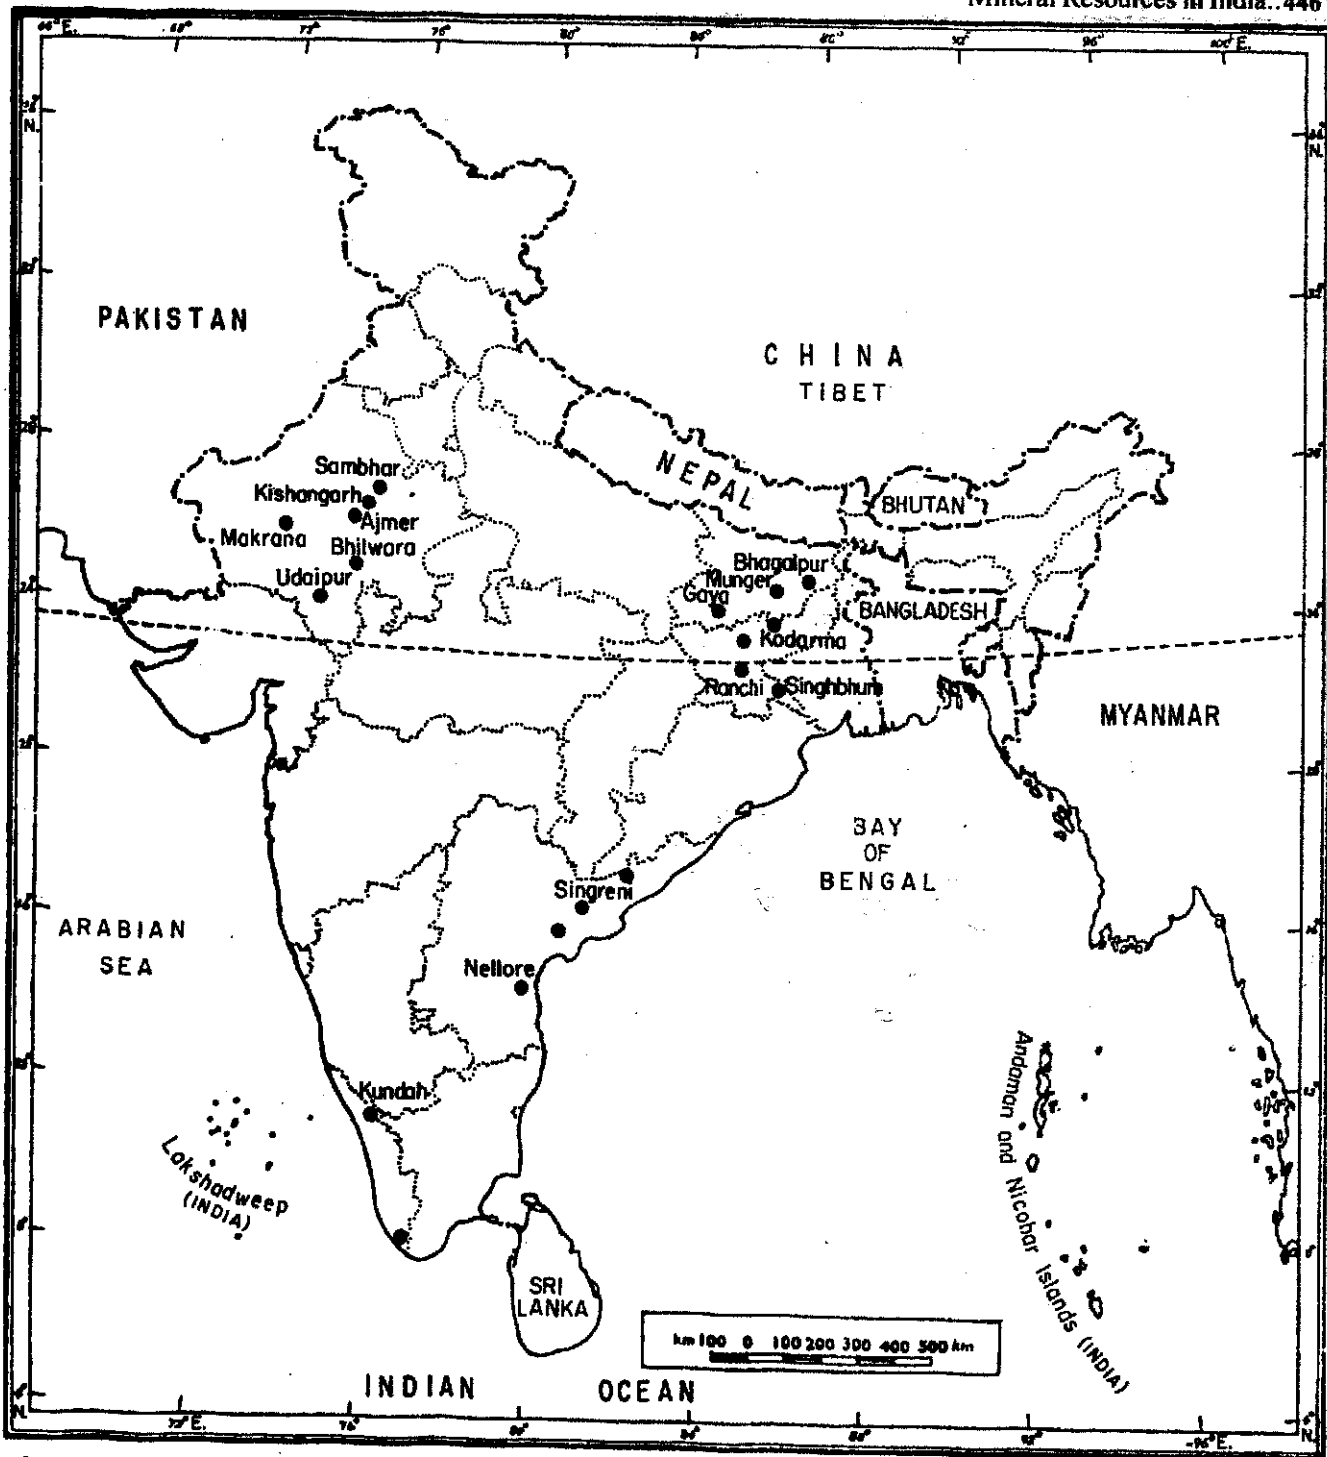 Mineral Resources in India..446
PAKISTAN
CHINA
TIBET
NEPAL
BHUTAN
Sambhar
Kishangarh
Ajmer
Makrana
Bhilwara
Udaipur
Bhagalpur
Munger
Gaya
BANGLADESH
Kodarma
Ranchi
Singhbhum
MYANMAR
BAY
OF
BENGAL
Singreni
ARABIAN
SEA
Nellore
Kundah
Lakshadweep
(INDIA)
Andaman and Nicobar Islands (INDIA)
SRI
LANKA
km 100 0 100 200 300 400 500 km
INDIAN OCEAN